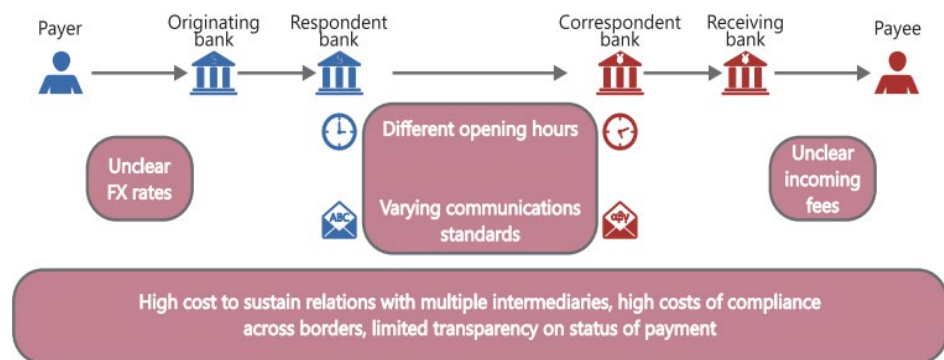 Payer
Originating bank
Respondent bank
Correspondent bank
Receiving bank
Payee
$
$
¥
¥
Different opening hours
Unclear
FX rates
Unclear
incoming
fees
ABC
Varying communications
standards
αβγ
High cost to sustain relations with multiple intermediaries, high costs of compliance
across borders, limited transparency on status of payment